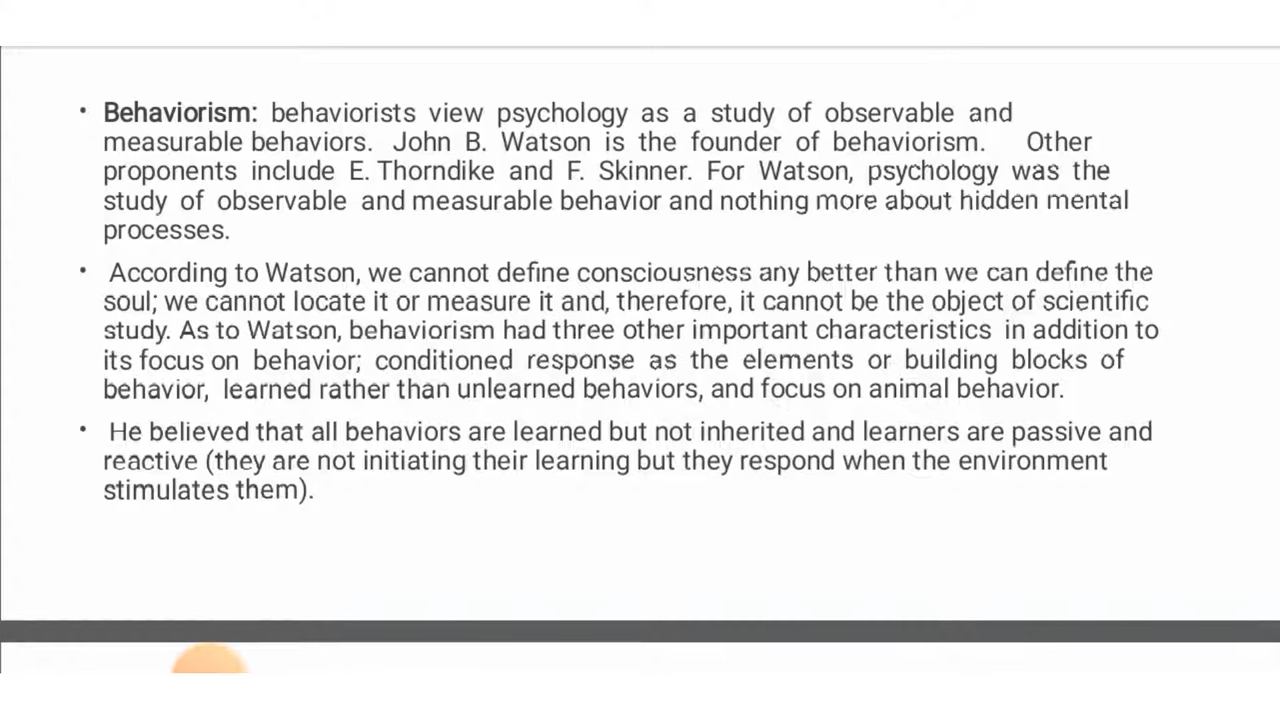 • Behaviorism: behaviorists view psychology as a study of observable and
measurable behaviors. John B. Watson is the founder of behaviorism. Other
proponents include E. Thorndike and F. Skinner. For Watson, psychology was the
study of observable and measurable behavior and nothing more about hidden mental
processes.
• According to Watson, we cannot define consciousness any better than we can define the
soul; we cannot locate it or measure it and, therefore, it cannot be the object of scientific
study. As to Watson, behaviorism had three other important characteristics in addition to
its focus on behavior; conditioned response as the elements or building blocks of
behavior, learned rather than unlearned behaviors, and focus on animal behavior.
• He believed that all behaviors are learned but not inherited and learners are passive and
reactive (they are not initiating their learning but they respond when the environment
stimulates them).